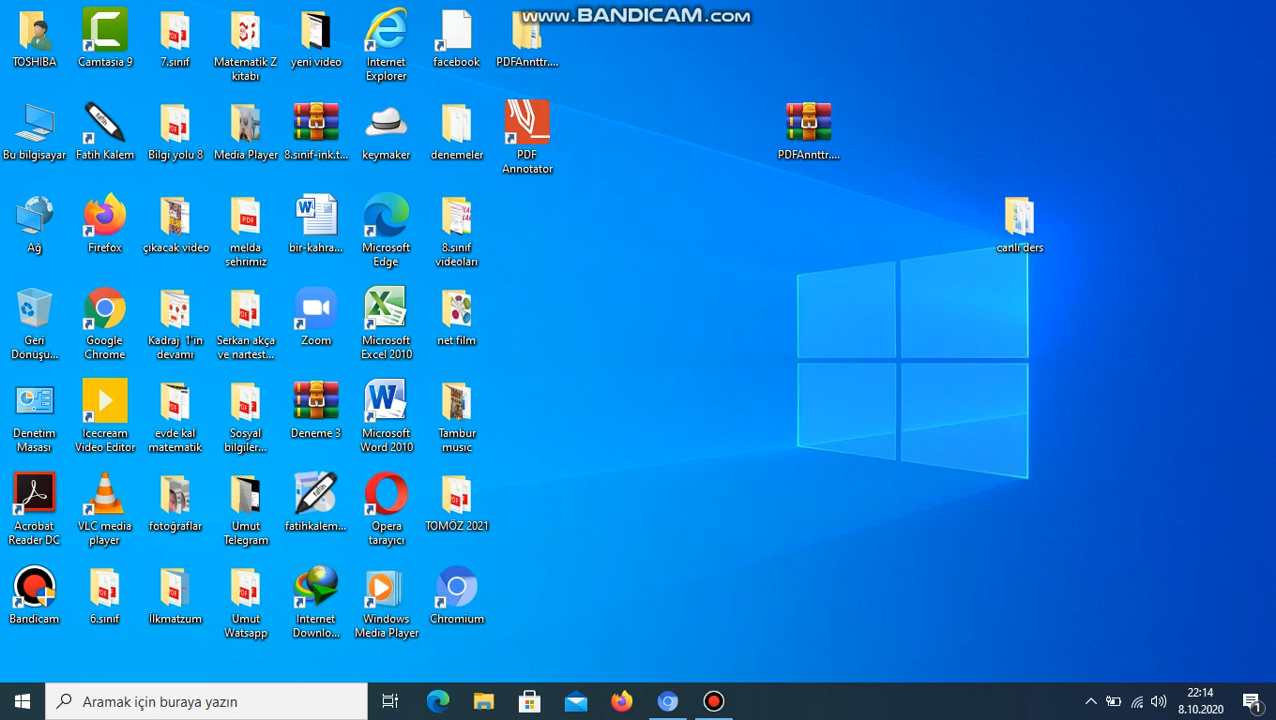 www.BANDICAM.com
TOSHIBA
Camtasia 9
7.sınıf
Matematik Z
kitabı
yeni video
Internet
Explorer
facebook
PDFAnnttr....
Bu bilgisayar
Fatih Kalem
Bilgi yolu 8
Media Player
8.sinif-ink.t...
keymaker
denemeler
PDF
Annotator
PDFAnnttr....
Ağ
Firefox
çıkacak video
melda
sehrimiz
bir-kahra...
Microsoft
Edge
8.sınıf
videoları
canlı ders
Geri
Dönüşü...
Google
Chrome
Kadraj 1'in
devamı
Serkan akça
ve nartest...
Zoom
Microsoft
Excel 2010
net film
Denetim
Masası
Icecream
Video Editor
evde kal
matematik
Sosyal
bilgiler...
Deneme 3
Microsoft
Word 2010
Tambur
music
Acrobat
Reader DC
VLC media
player
fotoğraflar
Umut
Telegram
fatihkalem...
Opera
tarayıcı
TOMÖZ 2021
Bandicam
6.sınıf
İlkmatzum
Umut
Watsapp
Internet
Downlo...
Windows
Media Player
Chromium
Aramak için buraya yazın
22:14
8.10.2020
1